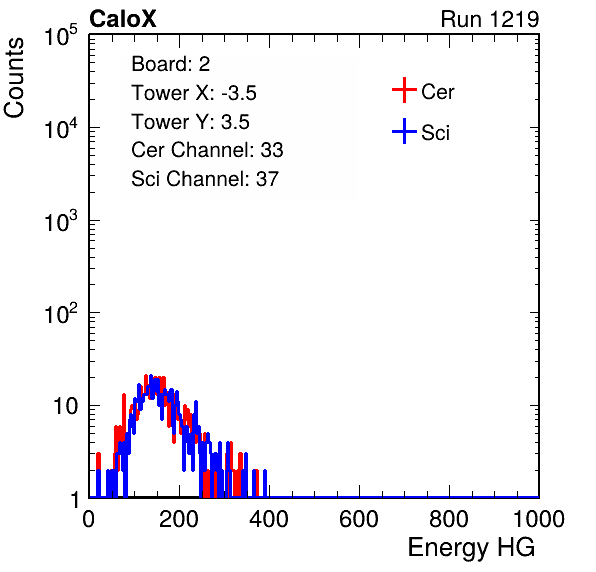 CaloX Run 1219
Counts
Board: 2
Tower X: -3.5
Tower Y: 3.5
Cer Channel: 33
Sci Channel: 37
Cer
Sci
10^5
10^4
10^3
10^2
10
1
0 200 400 600 800 1000
Energy HG